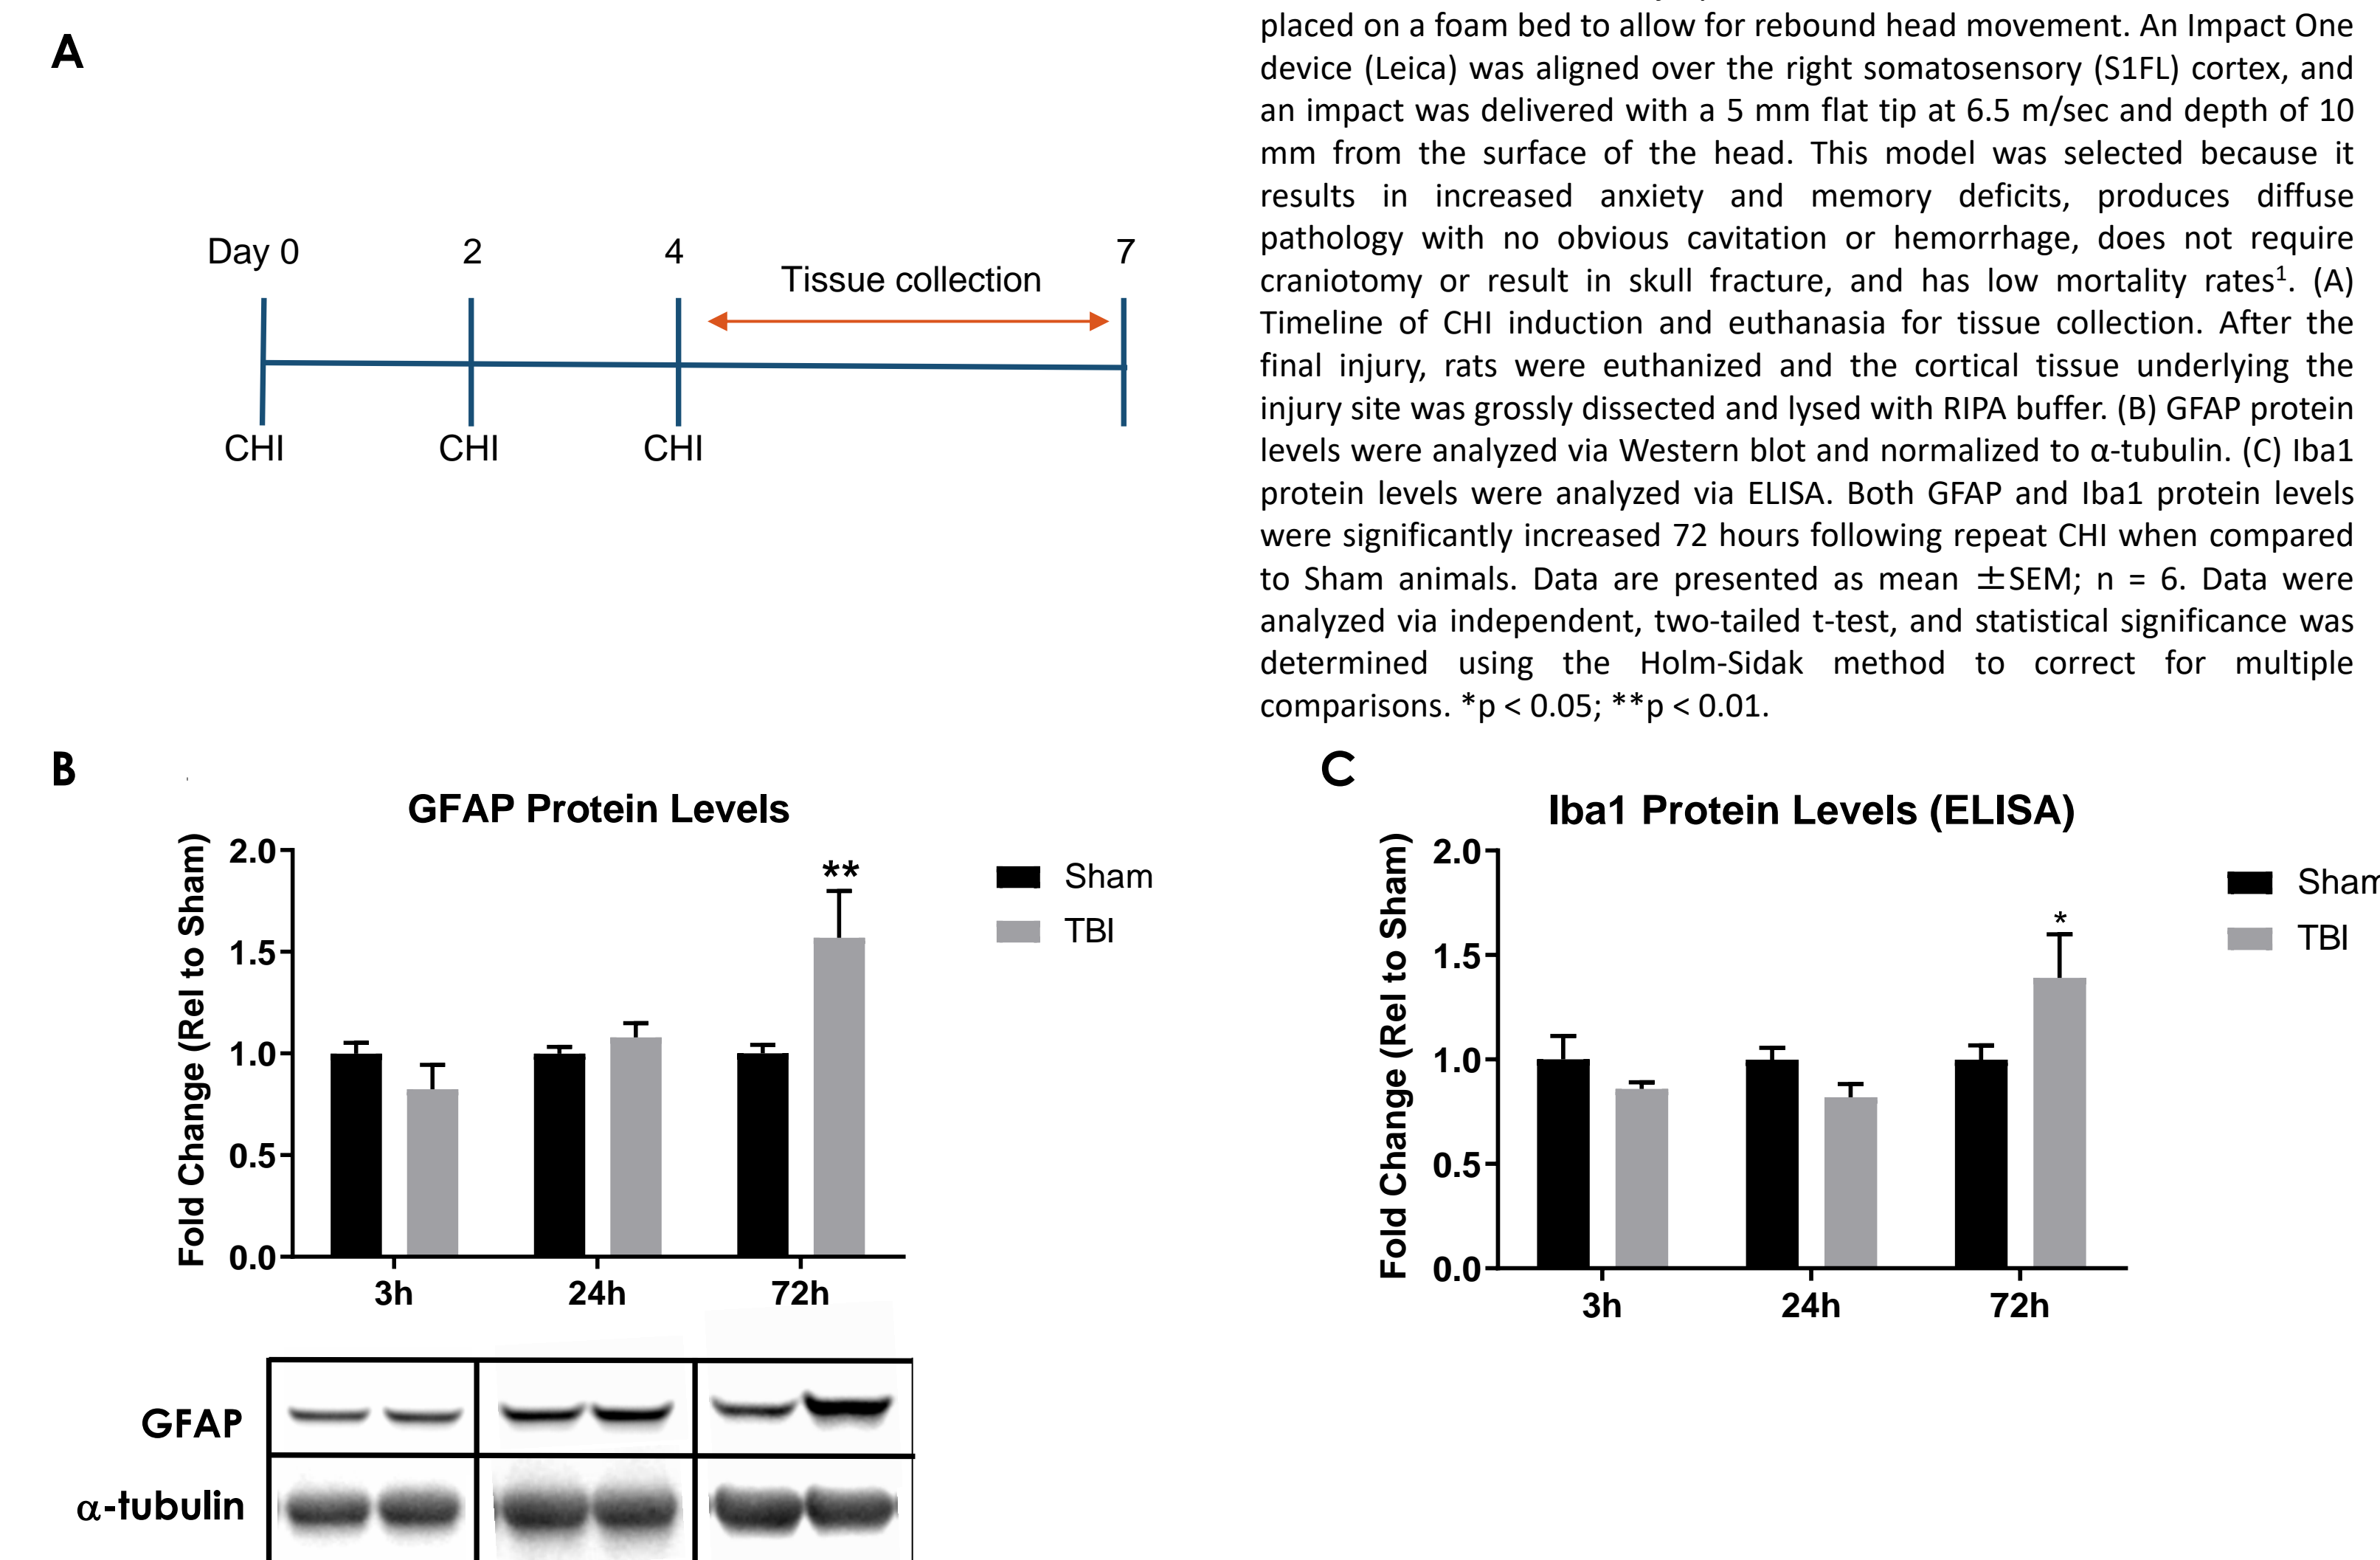 placed on a foam bed to allow for rebound head movement. An Impact One
device (Leica) was aligned over the right somatosensory (S1FL) cortex, and
an impact was delivered with a 5 mm flat tip at 6.5 m/sec and depth of 10
mm from the surface of the head. This model was selected because it
results in increased anxiety and memory deficits, produces diffuse
pathology with no obvious cavitation or hemorrhage, does not require
craniotomy or result in skull fracture, and has low mortality rates¹. (A)
Timeline of CHI induction and euthanasia for tissue collection. After the
final injury, rats were euthanized and the cortical tissue underlying the
injury site was grossly dissected and lysed with RIPA buffer. (B) GFAP protein
levels were analyzed via Western blot and normalized to α-tubulin. (C) Iba1
protein levels were analyzed via ELISA. Both GFAP and Iba1 protein levels
were significantly increased 72 hours following repeat CHI when compared
to Sham animals. Data are presented as mean ±SEM; n = 6. Data were
analyzed via independent, two-tailed t-test, and statistical significance was
determined using the Holm-Sidak method to correct for multiple
comparisons. *p < 0.05; **p < 0.01.
A
Day 0 2 4 7
Tissue collection
CHI CHI CHI
B
GFAP Protein Levels
Fold Change (Rel to Sham)
2.0
1.5
1.0
0.5
0.0
**
Sham
TBI
3h 24h 72h
GFAP
α-tubulin
C
Iba1 Protein Levels (ELISA)
Fold Change (Rel to Sham)
2.0
1.5
1.0
0.5
0.0
*
Sham
TBI
3h 24h 72h